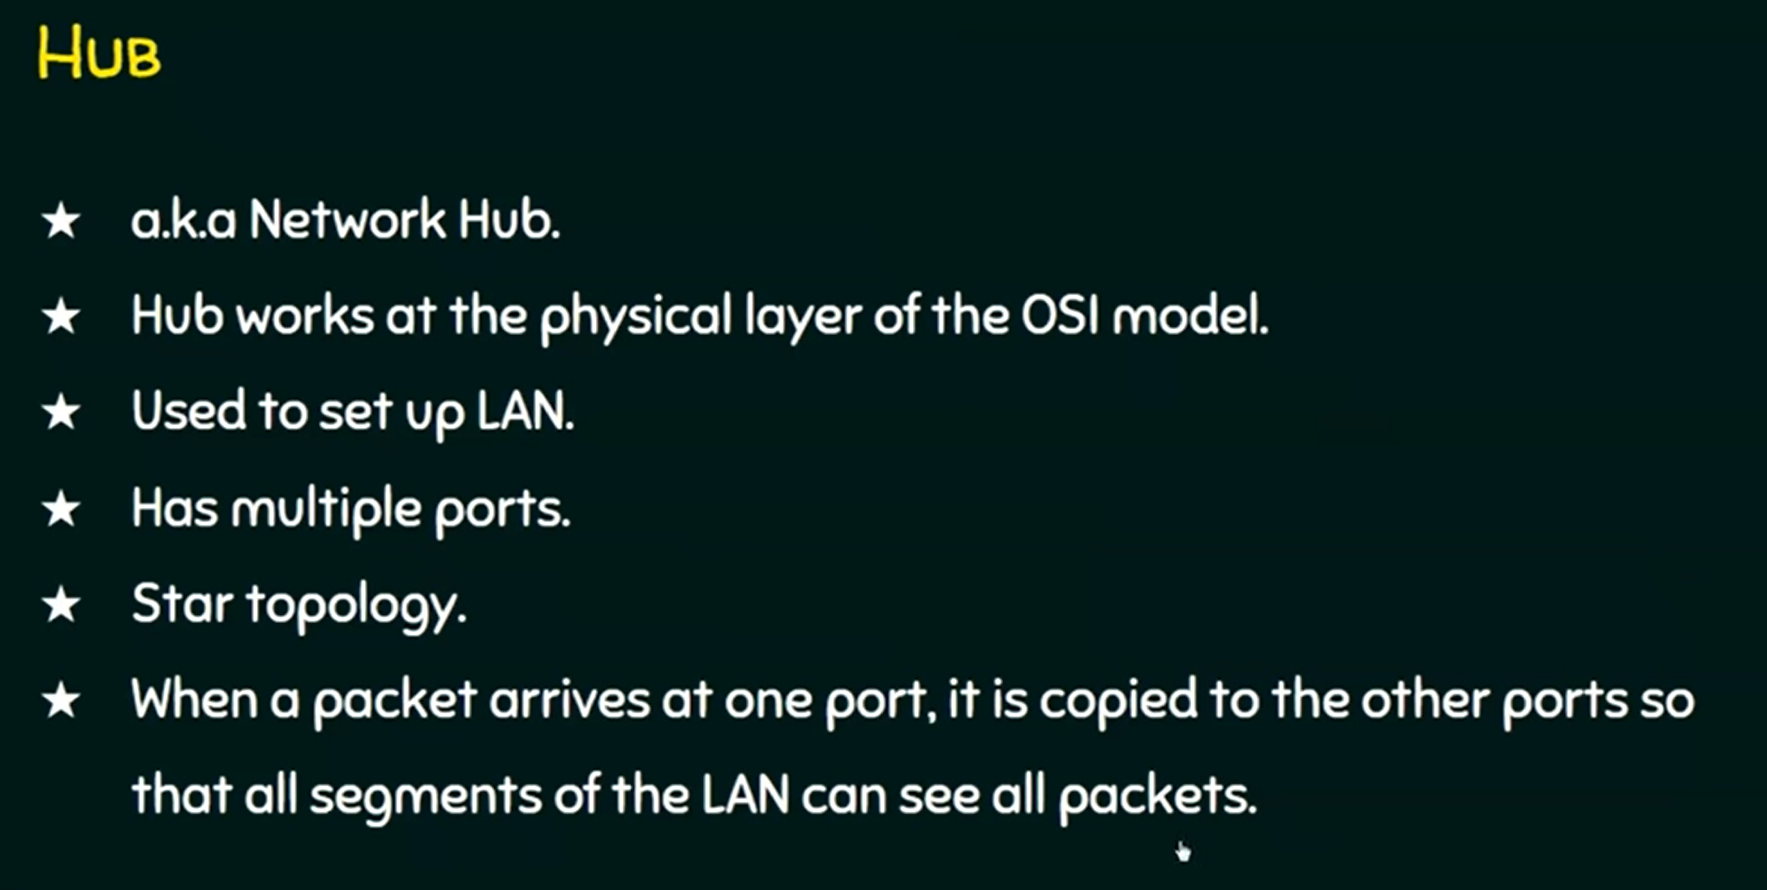 Hub
★ a.k.a Network Hub.
★ Hub works at the physical layer of the OSI model.
★ Used to set up LAN.
★ Has multiple ports.
★ Star topology.
★ When a packet arrives at one port, it is copied to the other ports so
that all segments of the LAN can see all packets.